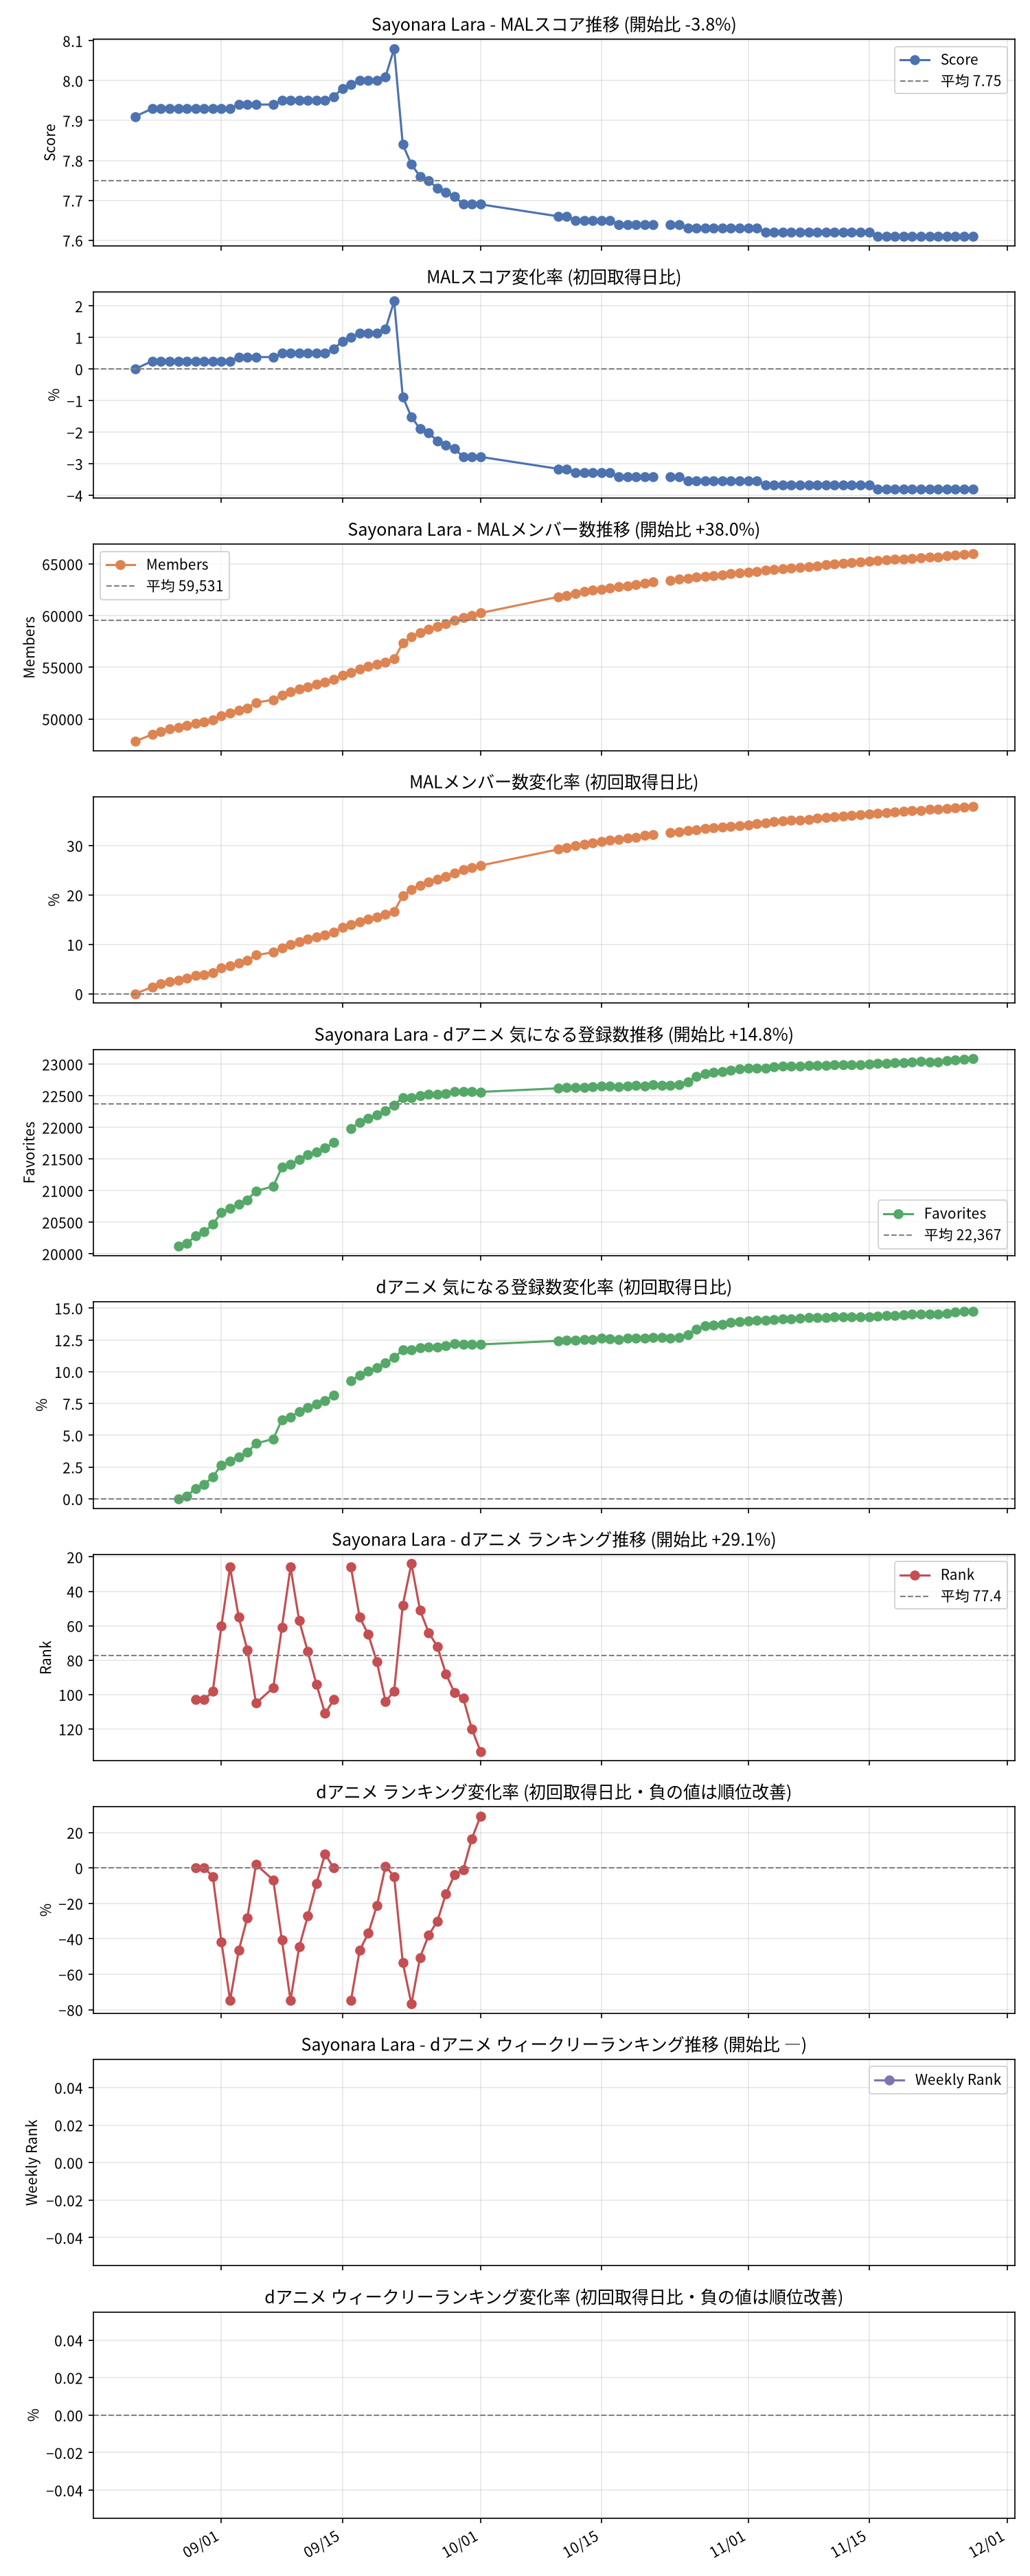 Sayonara Lara - MALスコア推移 (開始比 -3.8%)
8.1
8.0
7.9
7.8
7.7
7.6
Score
Score
平均 7.75
MALスコア変化率 (初回取得日比)
2
1
0
−1
−2
−3
−4
%
Sayonara Lara - MALメンバー数推移 (開始比 +38.0%)
65000
60000
55000
50000
Members
Members
平均 59,531
MALメンバー数変化率 (初回取得日比)
30
20
10
0
%
Sayonara Lara - dアニメ 気になる登録数推移 (開始比 +14.8%)
23000
22500
22000
21500
21000
20500
20000
Favorites
Favorites
平均 22,367
dアニメ 気になる登録数変化率 (初回取得日比)
15.0
12.5
10.0
7.5
5.0
2.5
0.0
%
Sayonara Lara - dアニメ ランキング推移 (開始比 +29.1%)
20
40
60
80
100
120
Rank
Rank
平均 77.4
dアニメ ランキング変化率 (初回取得日比・負の値は順位改善)
20
0
−20
−40
−60
−80
%
Sayonara Lara - dアニメ ウィークリーランキング推移 (開始比 —)
0.04
0.02
0.00
−0.02
−0.04
Weekly Rank
Weekly Rank
dアニメ ウィークリーランキング変化率 (初回取得日比・負の値は順位改善)
0.04
0.02
0.00
−0.02
−0.04
%
09/01
09/15
10/01
10/15
11/01
11/15
12/01